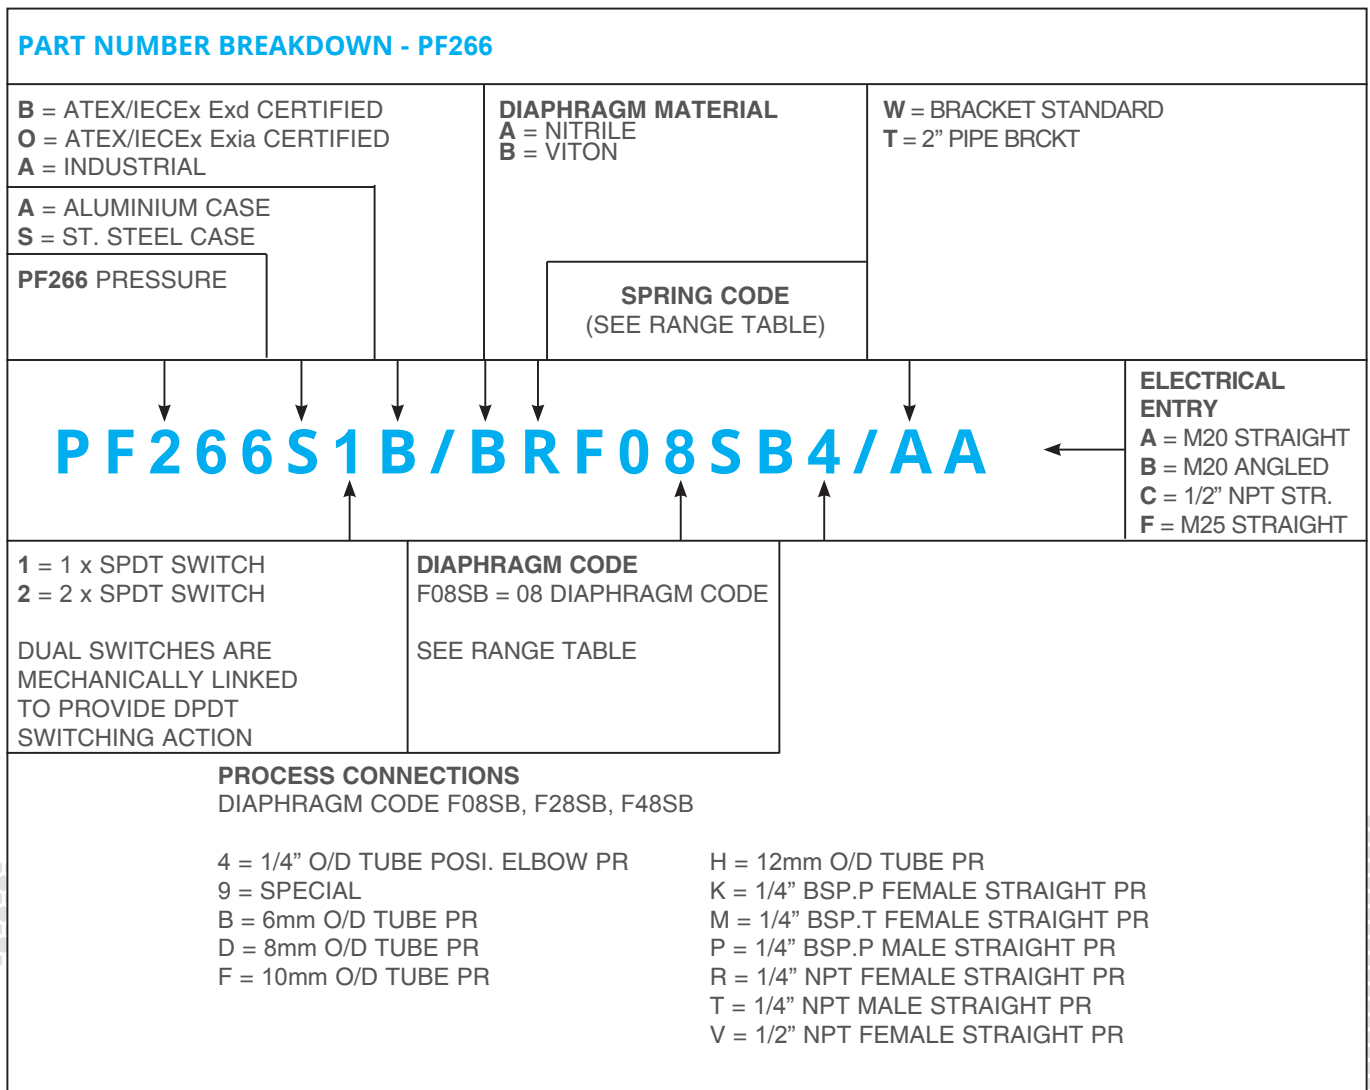 PART NUMBER BREAKDOWN - PF266
B = ATEX/IECEx Exd CERTIFIED
O = ATEX/IECEx Exia CERTIFIED
A = INDUSTRIAL
A = ALUMINIUM CASE
S = ST. STEEL CASE
PF266 PRESSURE
DIAPHRAGM MATERIAL
A = NITRILE
B = VITON
SPRING CODE
(SEE RANGE TABLE)
W = BRACKET STANDARD
T = 2” PIPE BRCKT
PF266S1B/BRF08SB4/AA
ELECTRICAL
ENTRY
A = M20 STRAIGHT
B = M20 ANGLED
C = 1/2” NPT STR.
F = M25 STRAIGHT
1 = 1 x SPDT SWITCH
2 = 2 x SPDT SWITCH
DUAL SWITCHES ARE
MECHANICALLY LINKED
TO PROVIDE DPDT
SWITCHING ACTION
DIAPHRAGM CODE
F08SB = 08 DIAPHRAGM CODE
SEE RANGE TABLE
PROCESS CONNECTIONS
DIAPHRAGM CODE F08SB, F28SB, F48SB
4 = 1/4” O/D TUBE POSI. ELBOW PR
9 = SPECIAL
B = 6mm O/D TUBE PR
D = 8mm O/D TUBE PR
F = 10mm O/D TUBE PR
H = 12mm O/D TUBE PR
K = 1/4” BSP.P FEMALE STRAIGHT PR
M = 1/4” BSP.T FEMALE STRAIGHT PR
P = 1/4” BSP.P MALE STRAIGHT PR
R = 1/4” NPT FEMALE STRAIGHT PR
T = 1/4” NPT MALE STRAIGHT PR
V = 1/2” NPT FEMALE STRAIGHT PR